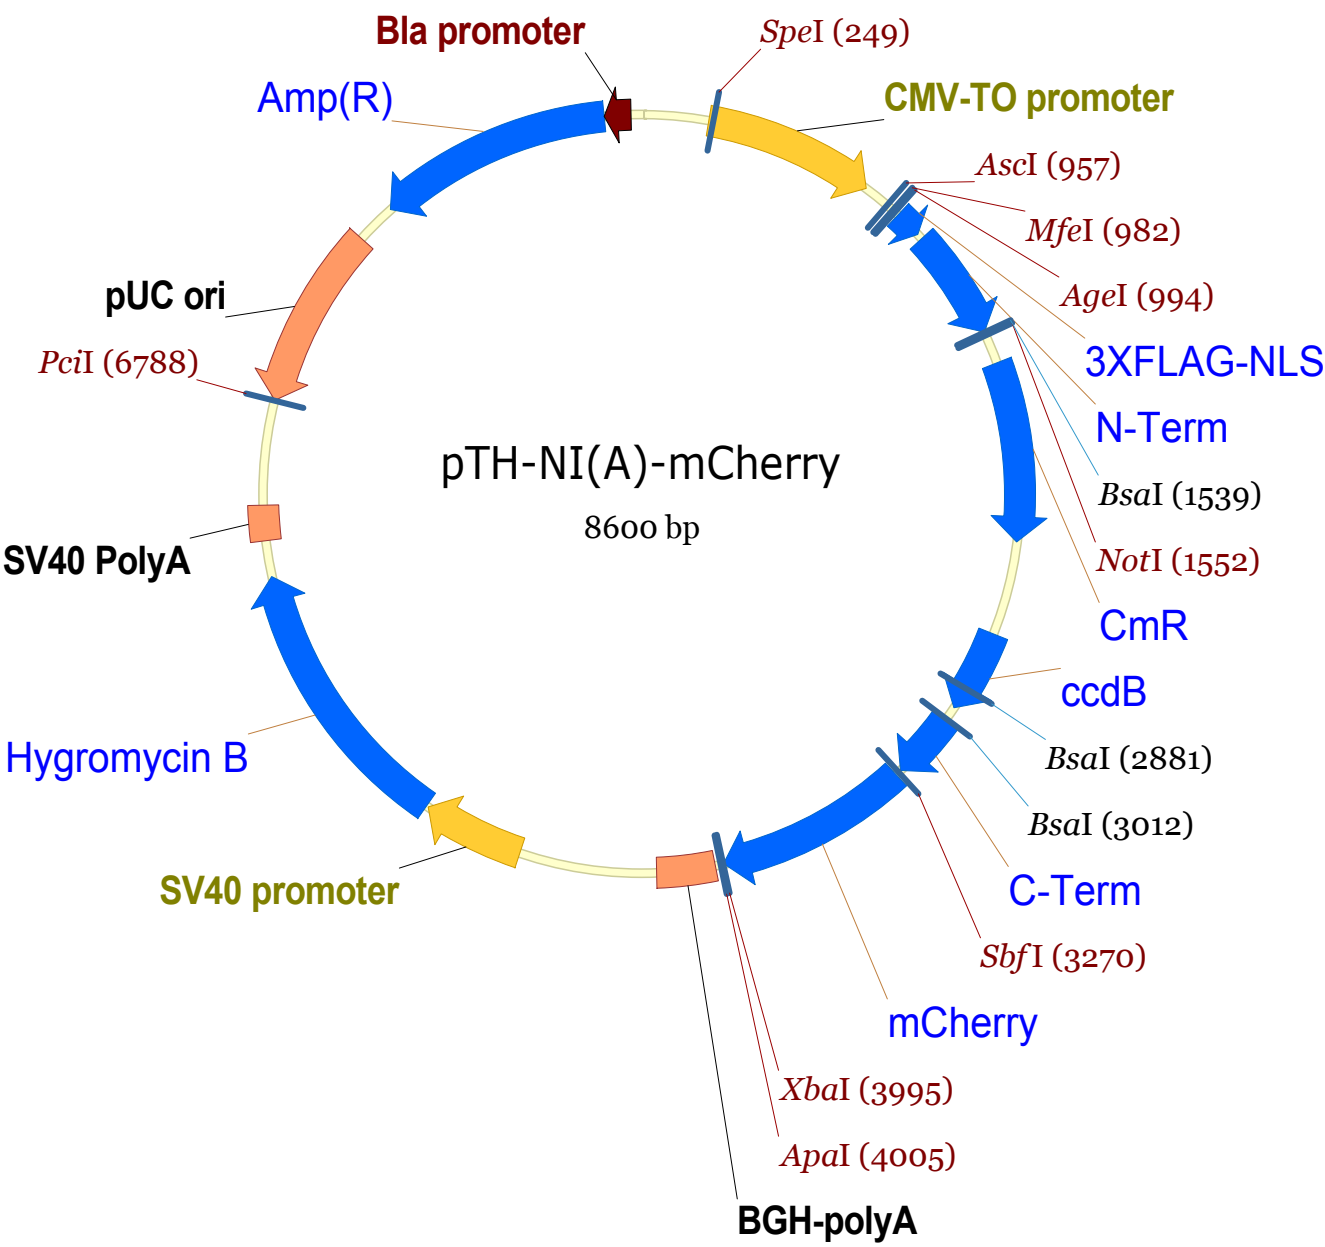 Bla promoter
SpeI (249)
Amp(R)
CMV-TO promoter
AscI (957)
MfeI (982)
AgeI (994)
pUC ori
PciI (6788)
3XFLAG-NLS
N-Term
pTH-NI(A)-mCherry
8600 bp
BsaI (1539)
NotI (1552)
SV40 PolyA
CmR
ccdB
Hygromycin B
BsaI (2881)
BsaI (3012)
SV40 promoter
C-Term
SbfI (3270)
mCherry
XbaI (3995)
ApaI (4005)
BGH-polyA